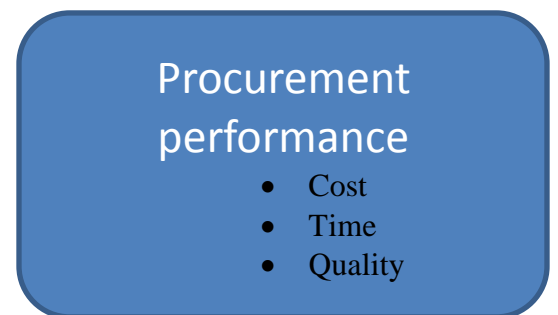 Procurement
performance
• Cost
• Time
• Quality